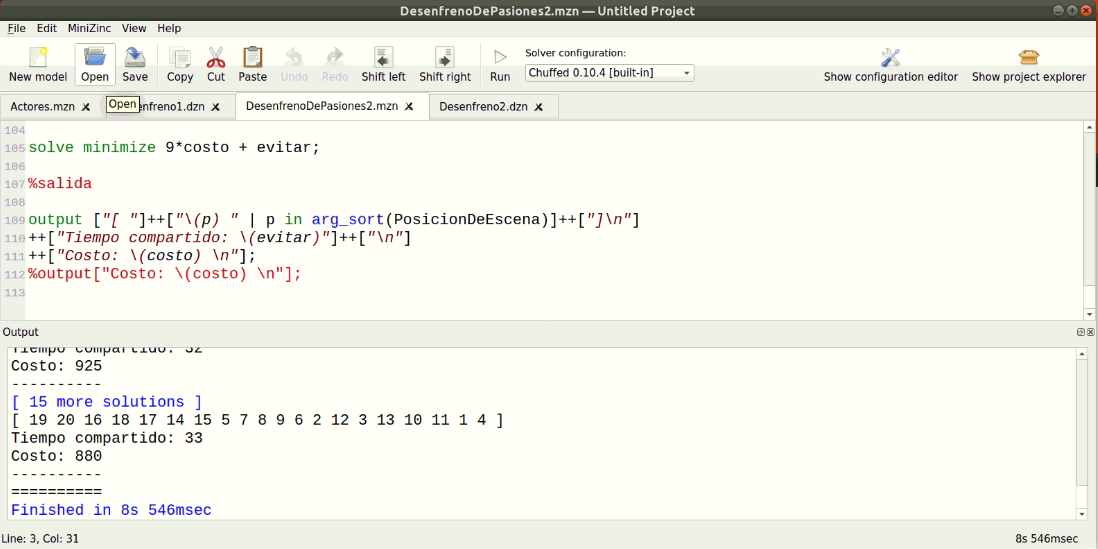 DesenfrenoDePasiones2.mzn — Untitled Project
File Edit MiniZinc View Help
New model Open Save Copy Cut Paste Undo Redo Shift left Shift right Run
Solver configuration:
Chuffed 0.10.4 [built-in]
Show configuration editor Show project explorer
Actores.mzn Open enfreno1.dzn DesenfrenoDePasiones2.mzn Desenfreno2.dzn
104
105 solve minimize 9*costo + evitar;
106
107 %salida
108
109 output ["[ "]++["\(p) " | p in arg_sort(PosicionDeEscena)]++["]\n"]
110 ++["Tiempo compartido: \(evitar)"]++["\n"]
111 ++["Costo: \(costo) \n"];
112 %output["Costo: \(costo) \n"];
113
Output
Tiempo compartido: 32
Costo: 925
----------
[ 15 more solutions ]
[ 19 20 16 18 17 14 15 5 7 8 9 6 2 12 3 13 10 11 1 4 ]
Tiempo compartido: 33
Costo: 880
----------
==========
Finished in 8s 546msec
Line: 3, Col: 31
8s 546msec